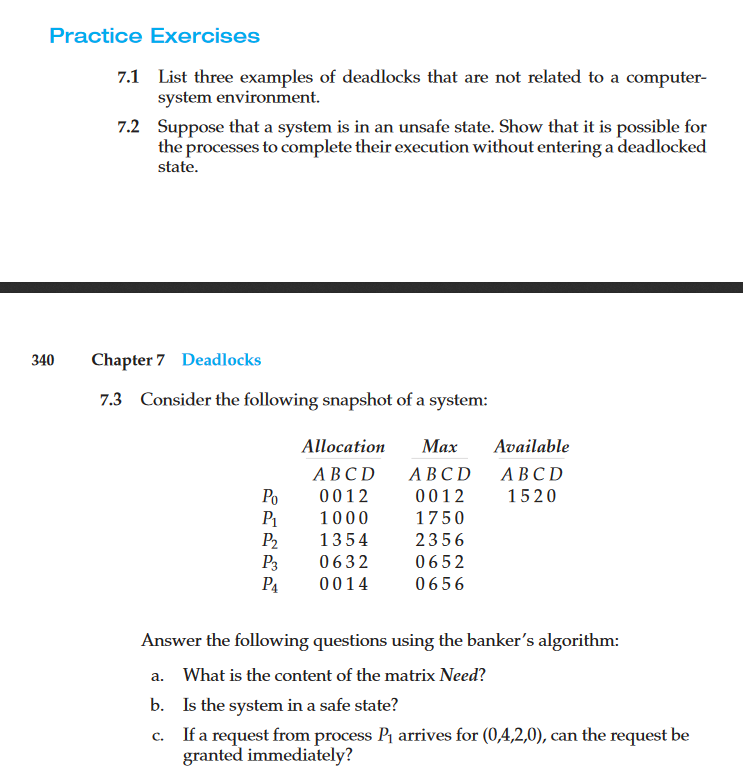 Practice Exercises
7.1 List three examples of deadlocks that are not related to a computer-
system environment.
7.2 Suppose that a system is in an unsafe state. Show that it is possible for
the processes to complete their execution without entering a deadlocked
state.
340 Chapter 7 Deadlocks
7.3 Consider the following snapshot of a system:
Allocation Max Available
A B C D A B C D A B C D
P0 0 0 1 2 0 0 1 2 1 5 2 0
P1 1 0 0 0 1 7 5 0
P2 1 3 5 4 2 3 5 6
P3 0 6 3 2 0 6 5 2
P4 0 0 1 4 0 6 5 6
Answer the following questions using the banker's algorithm:
a. What is the content of the matrix Need?
b. Is the system in a safe state?
c. If a request from process P1 arrives for (0,4,2,0), can the request be
granted immediately?